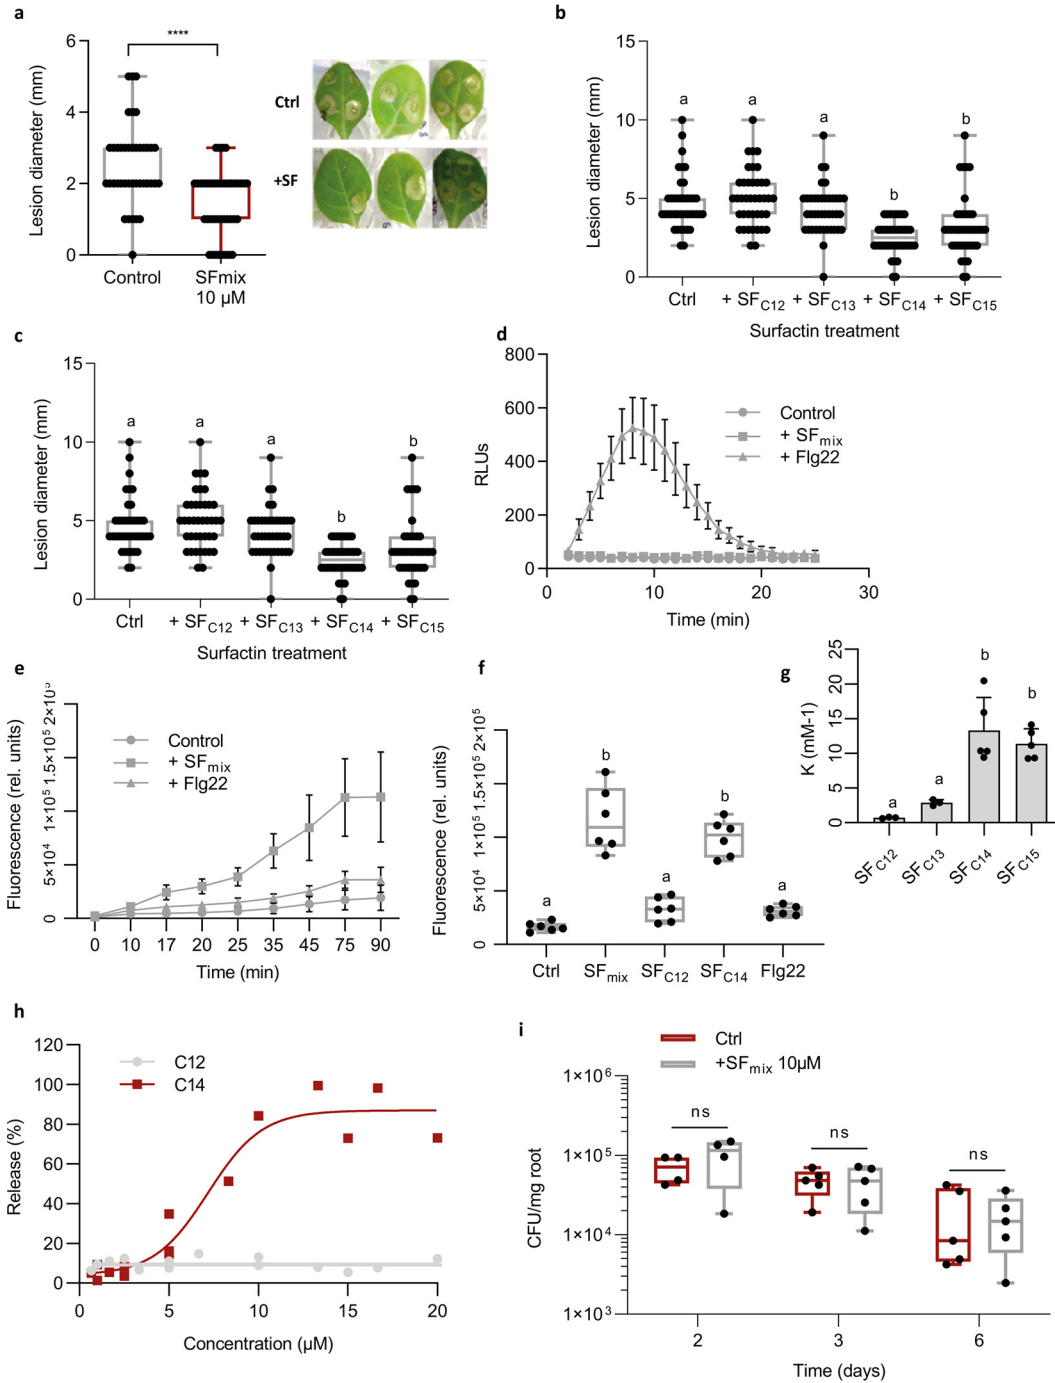 a
6
4
2
0
Lesion diameter (mm)
****
Control
SFmix
10 µM
Ctrl
+SF
b
15
10
5
0
Lesion diameter (mm)
a
a
a
b
b
Ctrl
+ SFC12
+ SFC13
+ SFC14
+ SFC15
Surfactin treatment
c
15
10
5
0
Lesion diameter (mm)
a
a
a
b
b
Ctrl
+ SFC12
+ SFC13
+ SFC14
+ SFC15
Surfactin treatment
d
800
600
400
200
0
RLUs
Control
+ SFmix
+ Flg22
0
10
20
30
Time (min)
e
Fluorescence (rel. units)
0
5×10⁴
1×10⁵
1.5×10⁵
2×10⁵
Control
+ SFmix
+ Flg22
0
10
17
20
25
35
45
75
90
Time (min)
f
Fluorescence (rel. units)
0
5×10⁴
1×10⁵
1.5×10⁵
2×10⁵
a
b
a
b
a
Ctrl
SFmix
SFC12
SFC14
Flg22
g
K (mM-1)
25
20
15
10
5
0
a
a
b
b
SFC12
SFC13
SFC14
SFC15
h
120
100
80
60
40
20
0
Release (%)
C12
C14
0
5
10
15
20
Concentration (µM)
i
Ctrl
+SFmix 10µM
1×10⁶
1×10⁵
1×10⁴
1×10³
CFU/mg root
ns
ns
ns
2
3
6
Time (days)